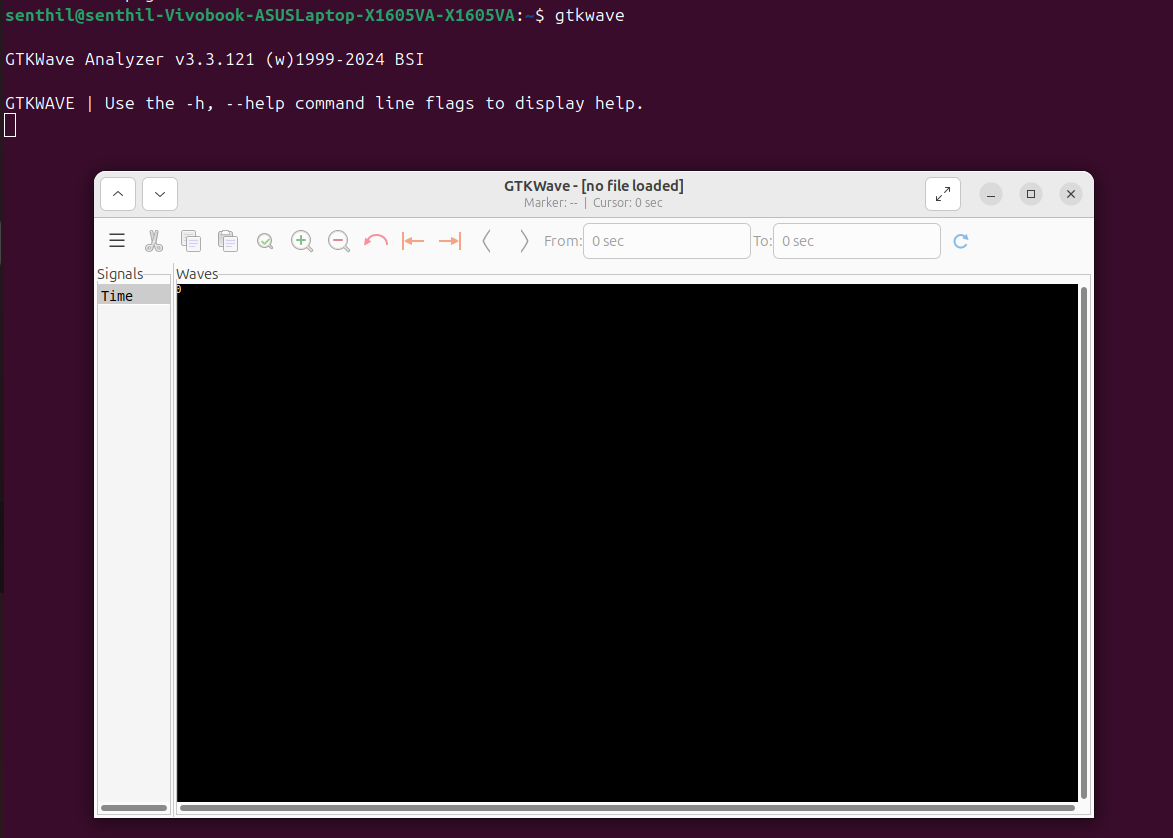 senthil@senthil-Vivobook-ASUSLaptop-X1605VA-X1605VA:~$ gtkwave
GTKWave Analyzer v3.3.121 (w)1999-2024 BSI
GTKWAVE | Use the -h, --help command line flags to display help.
GTKWave - [no file loaded]
Marker: -- | Cursor: 0 sec
From: 0 sec To: 0 sec
Signals Waves
Time 0